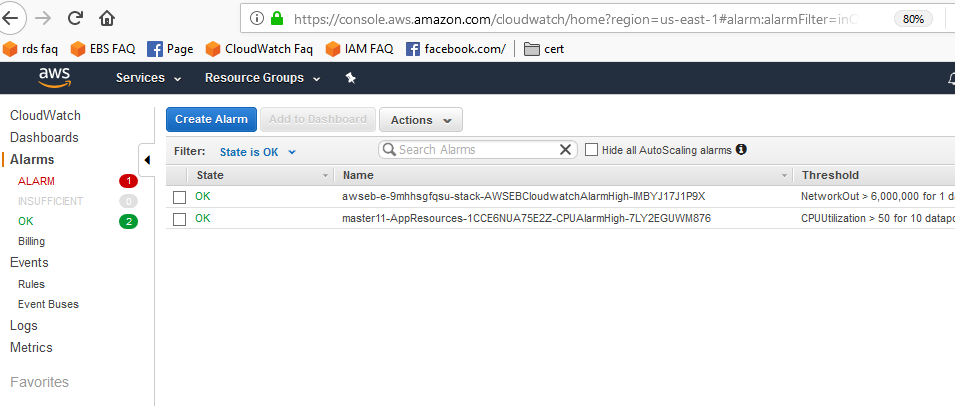 https://console.aws.amazon.com/cloudwatch/home?region=us-east-1#alarm:alarmFilter=inC
80%
rds faq EBS FAQ Page CloudWatch Faq IAM FAQ facebook.com/ cert
aws Services Resource Groups
CloudWatch
Dashboards
Alarms
ALARM 1
INSUFFICIENT 0
OK 2
Billing
Events
Rules
Event Buses
Logs
Metrics
Favorites
Create Alarm Add to Dashboard Actions
Filter: State is OK Search Alarms Hide all AutoScaling alarms
State Name Threshold
OK awseb-e-9mhhsgfqsu-stack-AWSEBCloudwatchAlarmHigh-IMBYJ17J1P9X NetworkOut > 6,000,000 for 1 d
OK master11-AppResources-1CCE6NUA75E2Z-CPUAlarmHigh-7LY2EGUWM876 CPUUtilization > 50 for 10 datapo